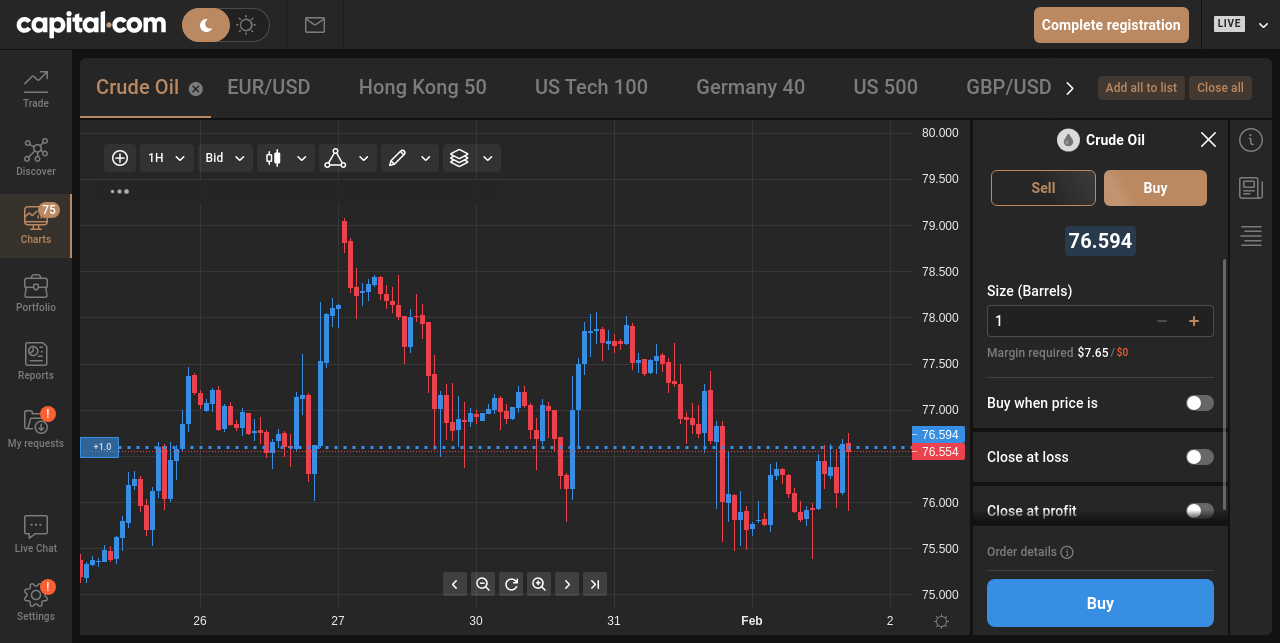 capital.com
Complete registration
LIVE
Trade
Discover
75
Charts
Portfolio
Reports
!
My requests
Live Chat
!
Settings
Crude Oil
EUR/USD
Hong Kong 50
US Tech 100
Germany 40
US 500
GBP/USD
Add all to list
Close all
1H
Bid
80.000
79.500
79.000
78.500
78.000
77.500
77.000
76.594
76.554
76.000
75.500
75.000
+1.0
26
27
30
31
Feb
2
Crude Oil
Sell
Buy
76.594
Size (Barrels)
1
Margin required $7.65 / $0
Buy when price is
Close at loss
Close at profit
Order details
Buy